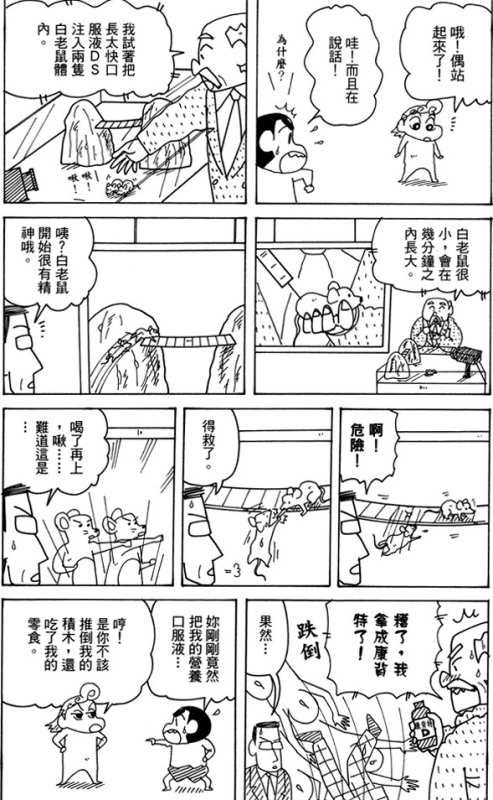 哦！偶站
起來了！
哇！而且在
說話！
為什麼？
我試著把
長太快口
服液DS
注入兩隻
白老鼠體
內。
啾！
啾！
白老鼠很
小，會在
幾分鐘之
內長大。
咦？白老鼠
開始很有精
神哦。
啊！
危險！
得救了。
喝了再上
，啾……
難道這是
…
糟了，我
拿成康貝
特了！
D
跌倒
果然…
妳剛剛竟然
把我的營養
口服液…
哼！
是你不該
推倒我的
積木，還
吃了我的
零食。